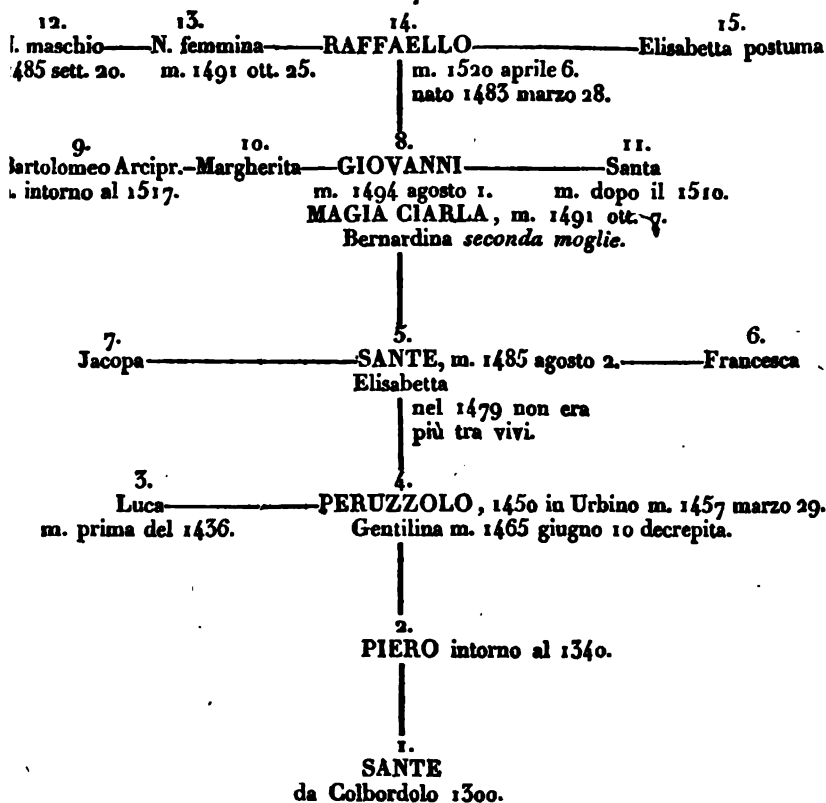 12. 13. 14. 15.
maschio N. femmina RAFFAELLO Elisabetta postuma
1485 sett. 20. m. 1491 ott. 25. m. 1520 aprile 6.
nato 1483 marzo 28.
9. 10. 8. 11.
Bartolomeo Arcipr. Margherita GIOVANNI Santa
intorno al 1517. m. 1494 agosto 1. m. dopo il 1510.
MAGIA CIARLA, m. 1491 ott. 7.
Bernardina seconda moglie.
7. 5. 6.
Jacopa SANTE, m. 1485 agosto 2. Francesca
Elisabetta
nel 1479 non era
più tra vivi.
3. 4.
Luca PERUZZOLO, 1450 in Urbino m. 1457 marzo 29.
m. prima del 1436. Gentilina m. 1465 giugno 10 decrepita.
2.
PIERO intorno al 1340.
1.
SANTE
da Colbordolo 1300.